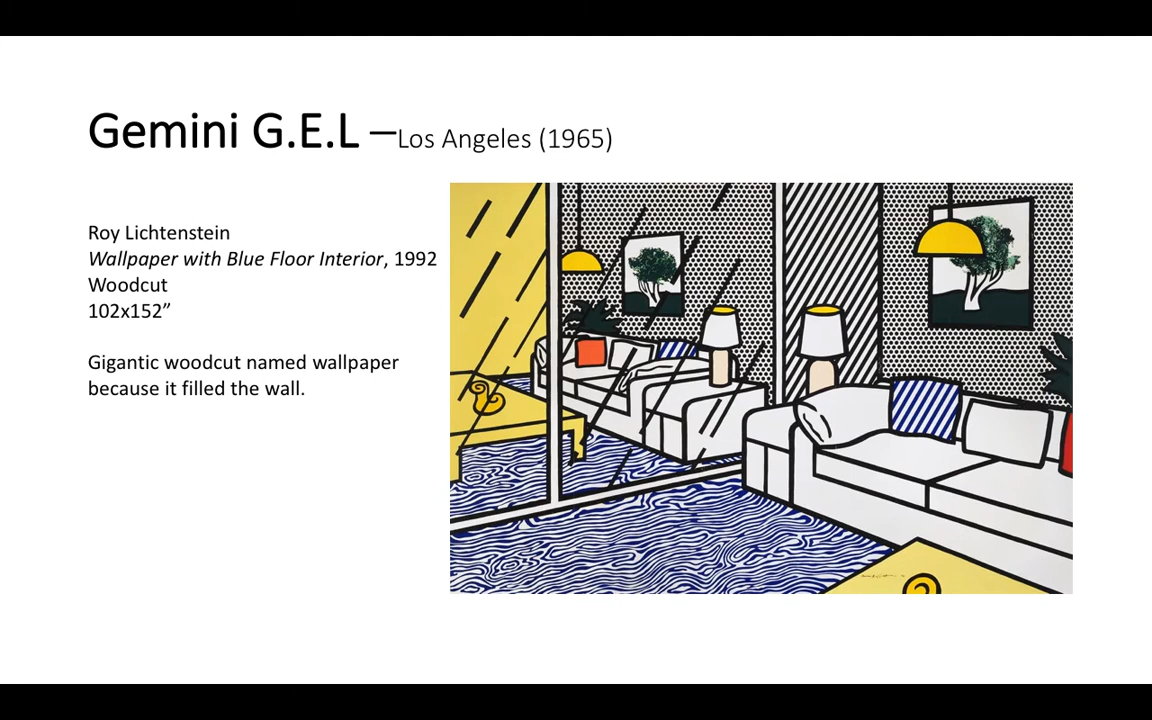 Gemini G.E.L –Los Angeles (1965)
Roy Lichtenstein
Wallpaper with Blue Floor Interior, 1992
Woodcut
102x152”
Gigantic woodcut named wallpaper
because it filled the wall.